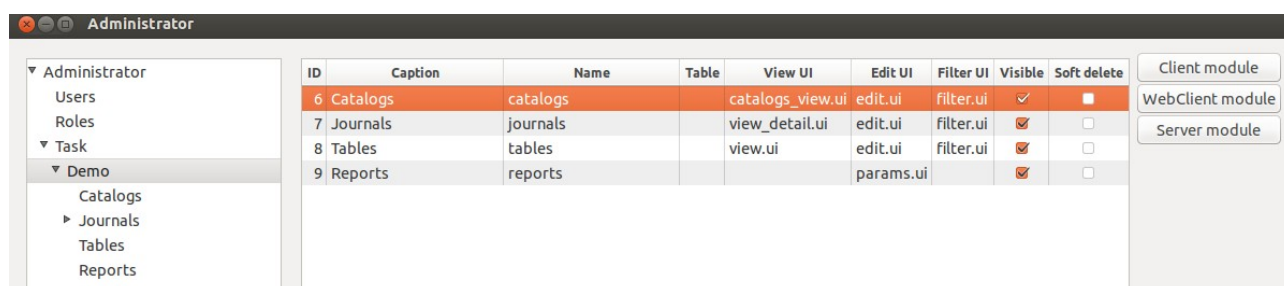 Administrator
Administrator
Users
Roles
Task
Demo
Catalogs
Journals
Tables
Reports
ID Caption Name Table View UI Edit UI Filter UI Visible Soft delete
6 Catalogs catalogs catalogs_view.ui edit.ui filter.ui
7 Journals journals view_detail.ui edit.ui filter.ui
8 Tables tables view.ui edit.ui filter.ui
9 Reports reports params.ui
Client module
WebClient module
Server module